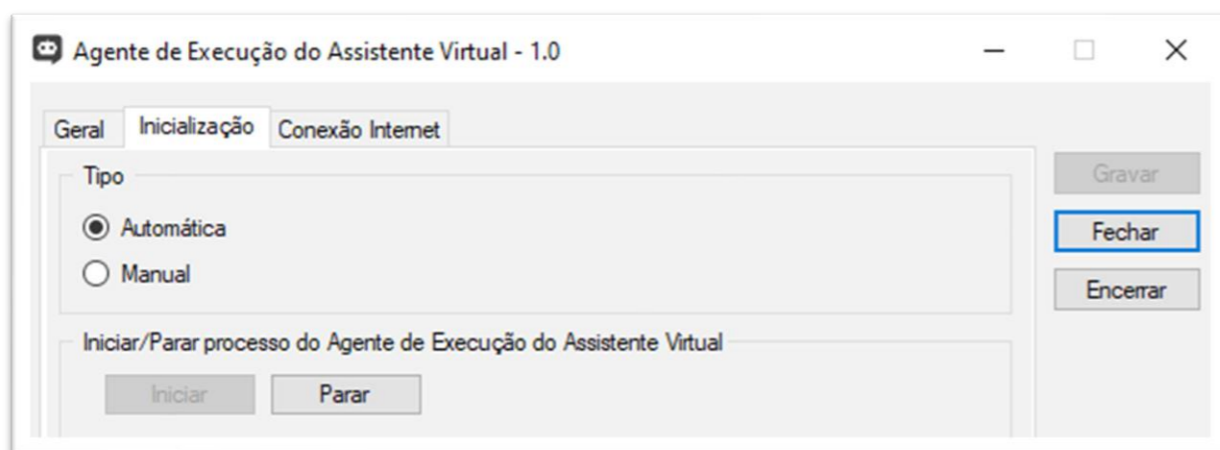 Agente de Execução do Assistente Virtual - 1.0
Geral Inicialização Conexão Internet
Tipo
Automática
Manual
Gravar
Fechar
Encerrar
Iniciar/Parar processo do Agente de Execução do Assistente Virtual
Iniciar Parar